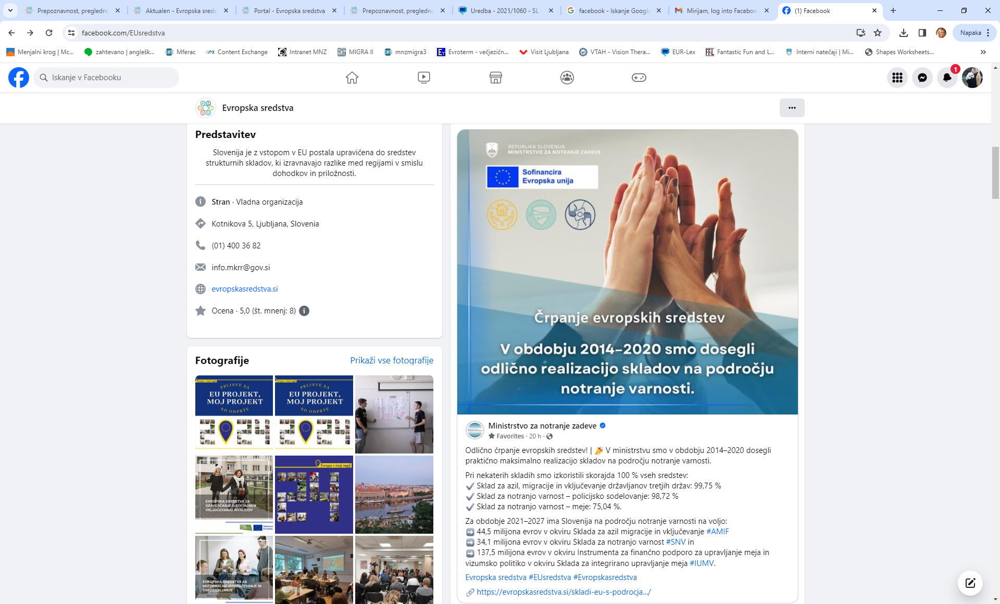 Prepoznavnost, pregledno
Aktualen - Evropska sreds
Portal - Evropska sredstva
Prepoznavnost, pregledno
Uredba - 2021/1060 - SL -
facebook - Iskanje Google
Mirijam, log into Faceboo
(1) Facebook
facebook.com/EUsredstva
Napaka
Menjalni krog | Mc...
zahtevano | anglešk...
Mferac
Content Exchange
Intranet MNZ
MIGRA II
mnzmigra3
Evroterm - večjezičn...
Visit Ljubljana
VTAH - Vision Thera...
EUR-Lex
Fantastic Fun and L...
Interni natečaji | Mi...
Shapes Worksheets...
Iskanje v Facebooku
1
Evropska sredstva
Predstavitev
Slovenija je z vstopom v EU postala upravičena do sredstev
strukturnih skladov, ki izravnavajo razlike med regijami v smislu
dohodkov in priložnosti.
Stran · Vladna organizacija
Kotnikova 5, Ljubljana, Slovenia
(01) 400 36 82
info.mkrr@gov.si
evropskasredstva.si
Ocena · 5,0 (št. mnenj: 8)
Fotografije
Prikaži vse fotografije
PRIJAVE ZA
EU PROJEKT,
MOJ PROJEKT
SO ODPRTE
2024
PRIJAVE ZA
EU PROJEKT,
MOJ PROJEKT
SO ODPRTE
2024
EVROPSKA SREDSTVA ZA
OZAVEŠČANJE O SOCIALNEM
VKLJUČEVANJU INVALIDOV
Evropa v moji regiji
EVROPSKA SREDSTVA ZA
NEFORMALNO IZOBRAŽEVANJE IN
USPOSABLJANJE
REPUBLIKA SLOVENIJA
MINISTRSTVO ZA NOTRANJE ZADEVE
Sofinancira
Evropska unija
Črpanje evropskih sredstev
V obdobju 2014–2020 smo dosegli
odlično realizacijo skladov na področju
notranje varnosti.
Ministrstvo za notranje zadeve
Favorites · 20 h ·
Odlično črpanje evropskih sredstev! | 🎉 V ministrstvu smo v obdobju 2014–2020 dosegli
praktično maksimalno realizacijo skladov na področju notranje varnosti.
Pri nekaterih skladih smo izkoristili skorajda 100 % vseh sredstev:
✔ Sklad za azil, migracije in vključevanje državljanov tretjih držav: 99,75 %
✔ Sklad za notranjo varnost – policijsko sodelovanje: 98,72 %
✔ Sklad za notranjo varnost – meje: 75,04 %.
Za obdobje 2021–2027 ima Slovenija na področju notranje varnosti na voljo:
➡ 44,5 milijona evrov v okviru Sklada za azil migracije in vključevanje #AMIF
➡ 34,1 milijona evrov v okviru Sklada za notranjo varnost #SNV in
➡ 137,5 milijona evrov v okviru Instrumenta za finančno podporo za upravljanje meja in
vizumsko politiko v okviru Sklada za integrirano upravljanje meja #IUMV.
Evropska sredstva #EUsredstva #Evropskasredstva
🔗 https://evropskasredstva.si/skladi-eu-s-podrocja.../